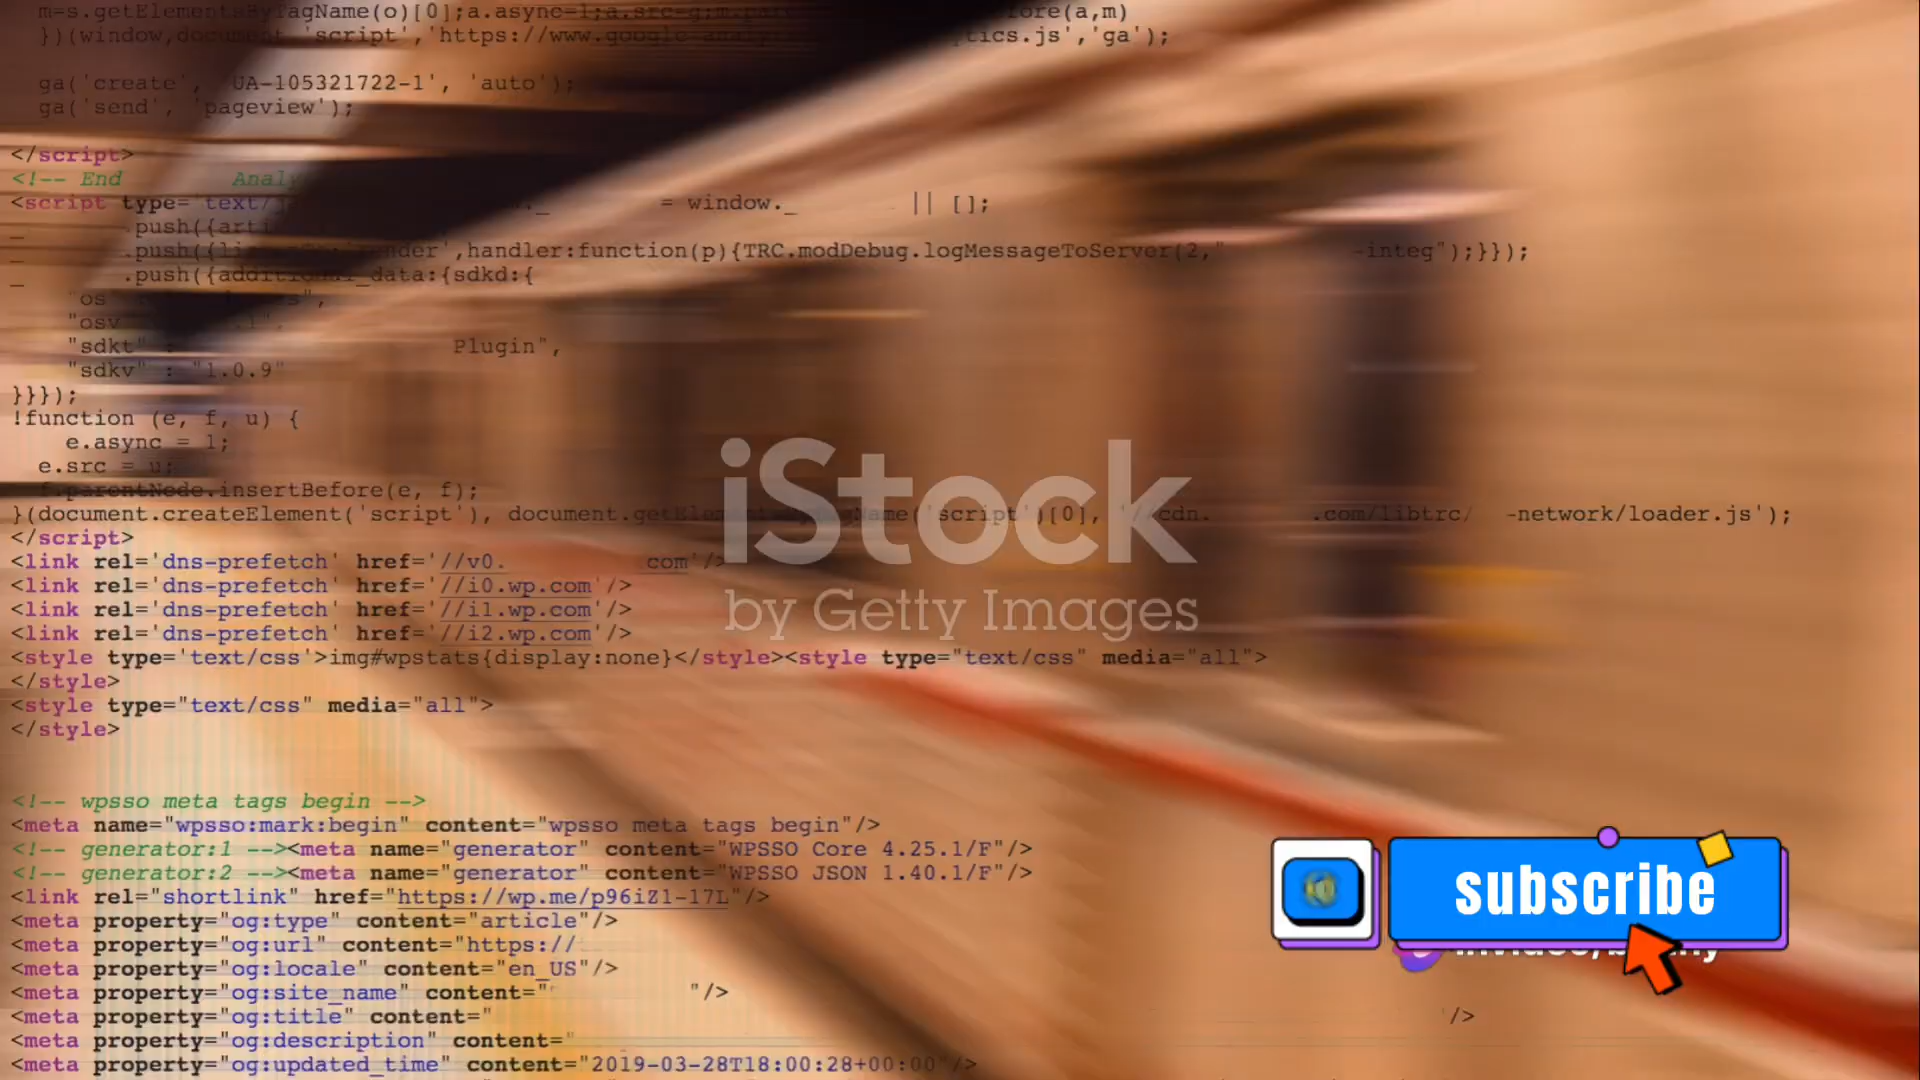 m=s.getElementsByTagName(o)[0];a.async=1;a.src=g;m.
})(window,document,'script','https://www.google-
tics.js','ga');
ga('create', 'UA-105321722-1', 'auto');
ga('send', 'pageview');
</script>
<!-- End
<script type='text/
= window._ || [];
.push({
.push({ ',handler:function(p){TRC.modDebug.logMessageToServer(2," -integ");}});
.push({additional_data:{sdkd:{
"os
"osv
"sdkt" Plugin",
"sdkv" : "1.0.9"
}}});
!function (e, f, u) {
e.async = 1;
e.src = u;
f.parentNode.insertBefore(e, f);
}(document.createElement('script'), document.getElementsByTagName('script')[0], '//cdn. .com/libtrc/ -network/loader.js');
</script>
<link rel='dns-prefetch' href='//v0. com'/>
<link rel='dns-prefetch' href='//i0.wp.com'/>
<link rel='dns-prefetch' href='//i1.wp.com'/>
<link rel='dns-prefetch' href='//i2.wp.com'/>
<style type='text/css'>img#wpstats{display:none}</style><style type="text/css" media="all">
</style>
<style type="text/css" media="all">
</style>
<!-- wpsso meta tags begin -->
<meta name="wpsso:mark:begin" content="wpsso meta tags begin"/>
<!-- generator:1 --><meta name="generator" content="WPSSO Core 4.25.1/F"/>
<!-- generator:2 --><meta name="generator" content="WPSSO JSON 1.40.1/F"/>
<link rel="shortlink" href="https://wp.me/p96iZ1-17L"/>
<meta property="og:type" content="article"/>
<meta property="og:url" content="https://
<meta property="og:locale" content="en_US"/>
<meta property="og:site_name" content=" "/>
<meta property="og:title" content=" />
<meta property="og:description" content="
<meta property="og:updated_time" content="2019-03-28T18:00:28+00:00"/>
iStock
by Getty Images
subscribe